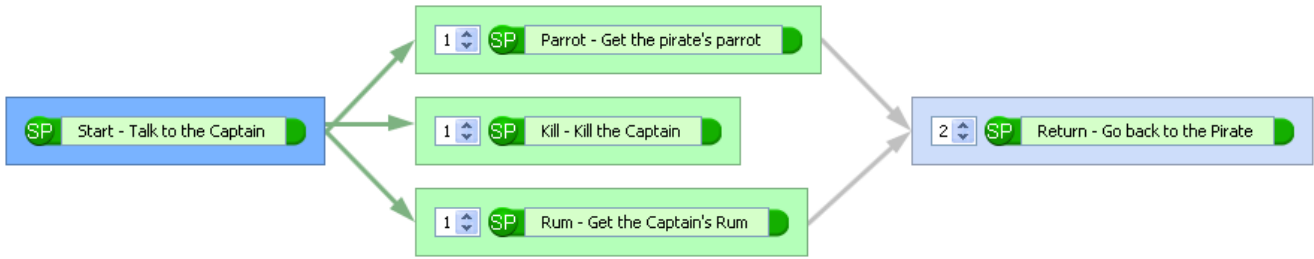 SP Start - Talk to the Captain
1 SP Parrot - Get the pirate's parrot
1 SP Kill - Kill the Captain
1 SP Rum - Get the Captain's Rum
2 SP Return - Go back to the Pirate